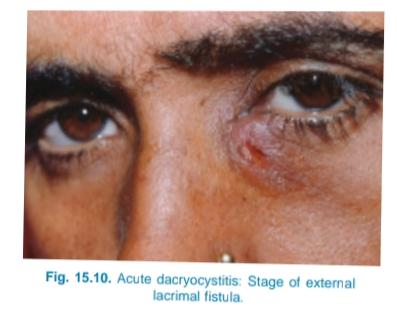 Fig. 15.10. Acute dacryocystitis: Stage of external
lacrimal fistula.